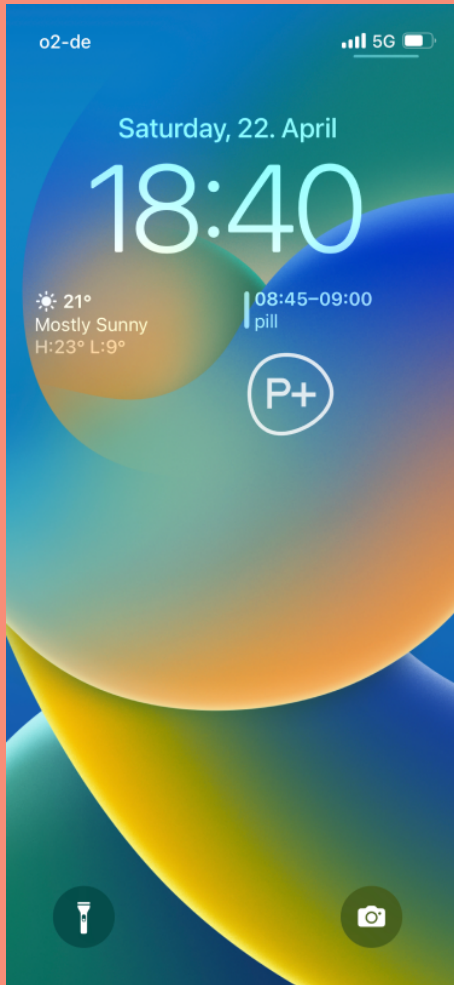 o2-de
5G
Saturday, 22. April
18:40
21°
Mostly Sunny
H:23° L:9°
08:45–09:00
pill
P+